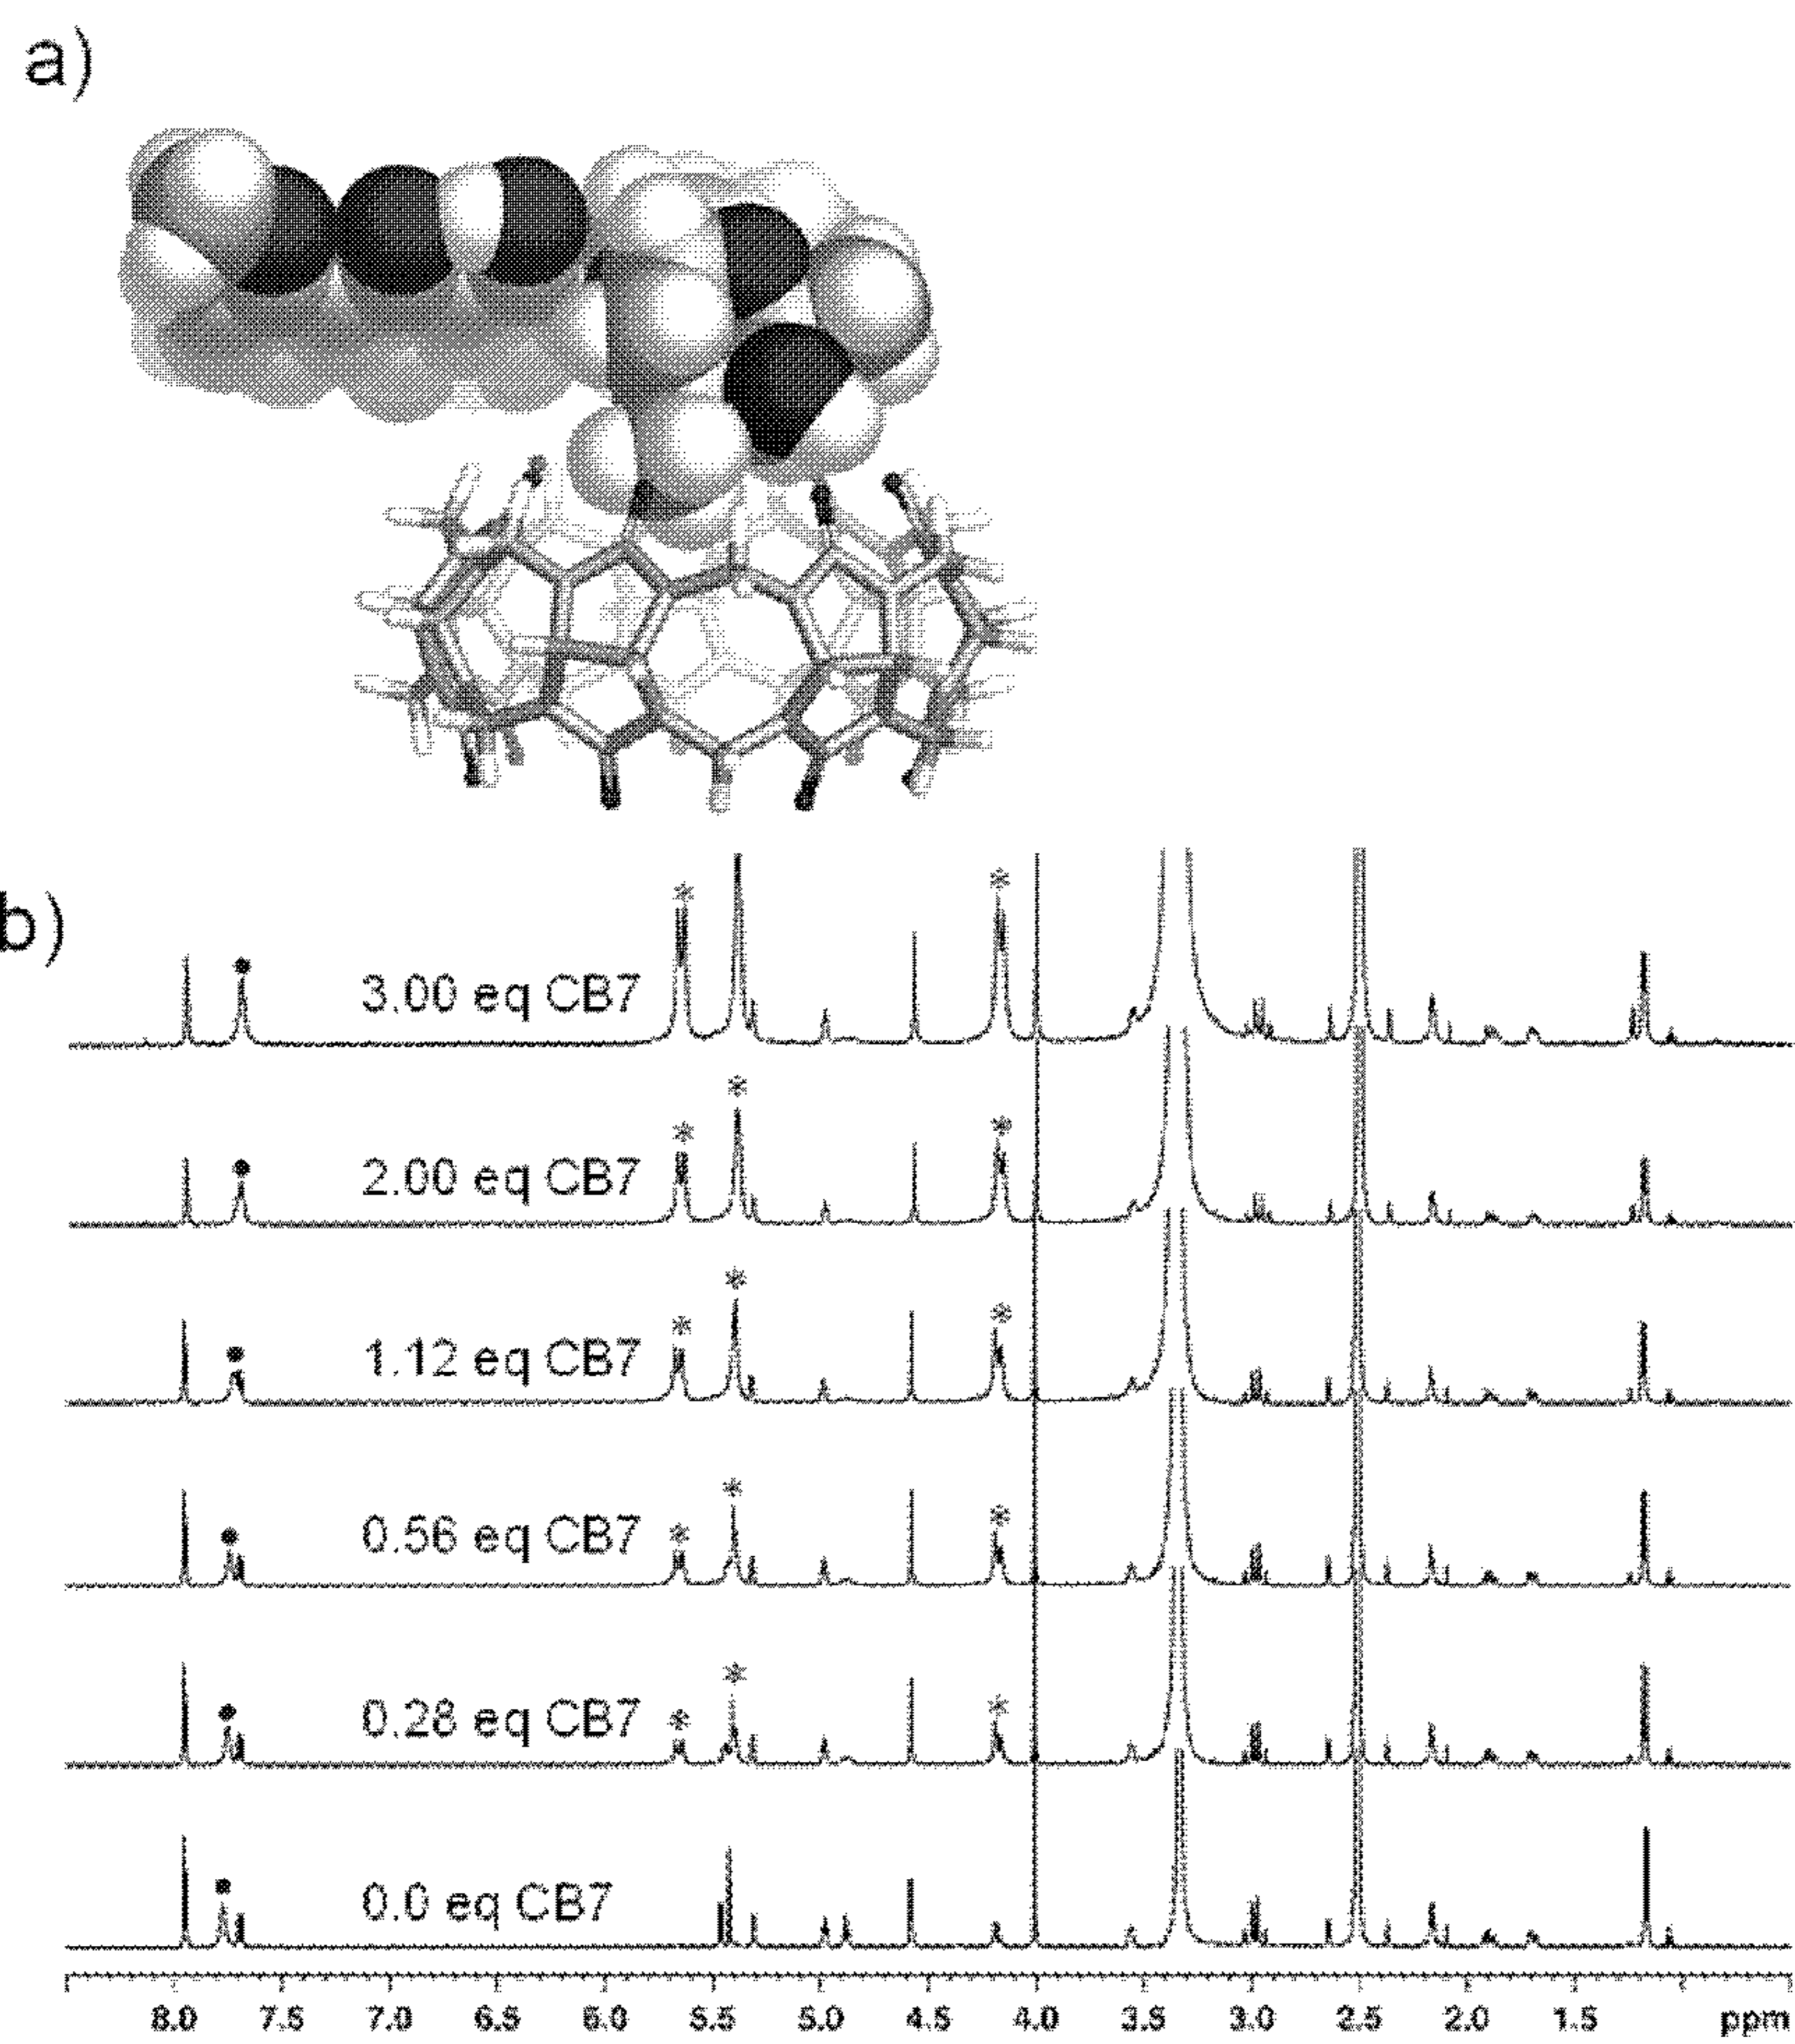 a)
b)
* *
3.00 eq CB7
*
* *
2.00 eq CB7
*
* *
1.12 eq CB7
*
* *
0.56 eq CB7
*
* *
0.28 eq CB7
0.0 eq CB7
8.0 7.5 7.0 6.5 6.0 5.5 5.0 4.5 4.0 3.5 3.0 2.5 2.0 1.5 ppm